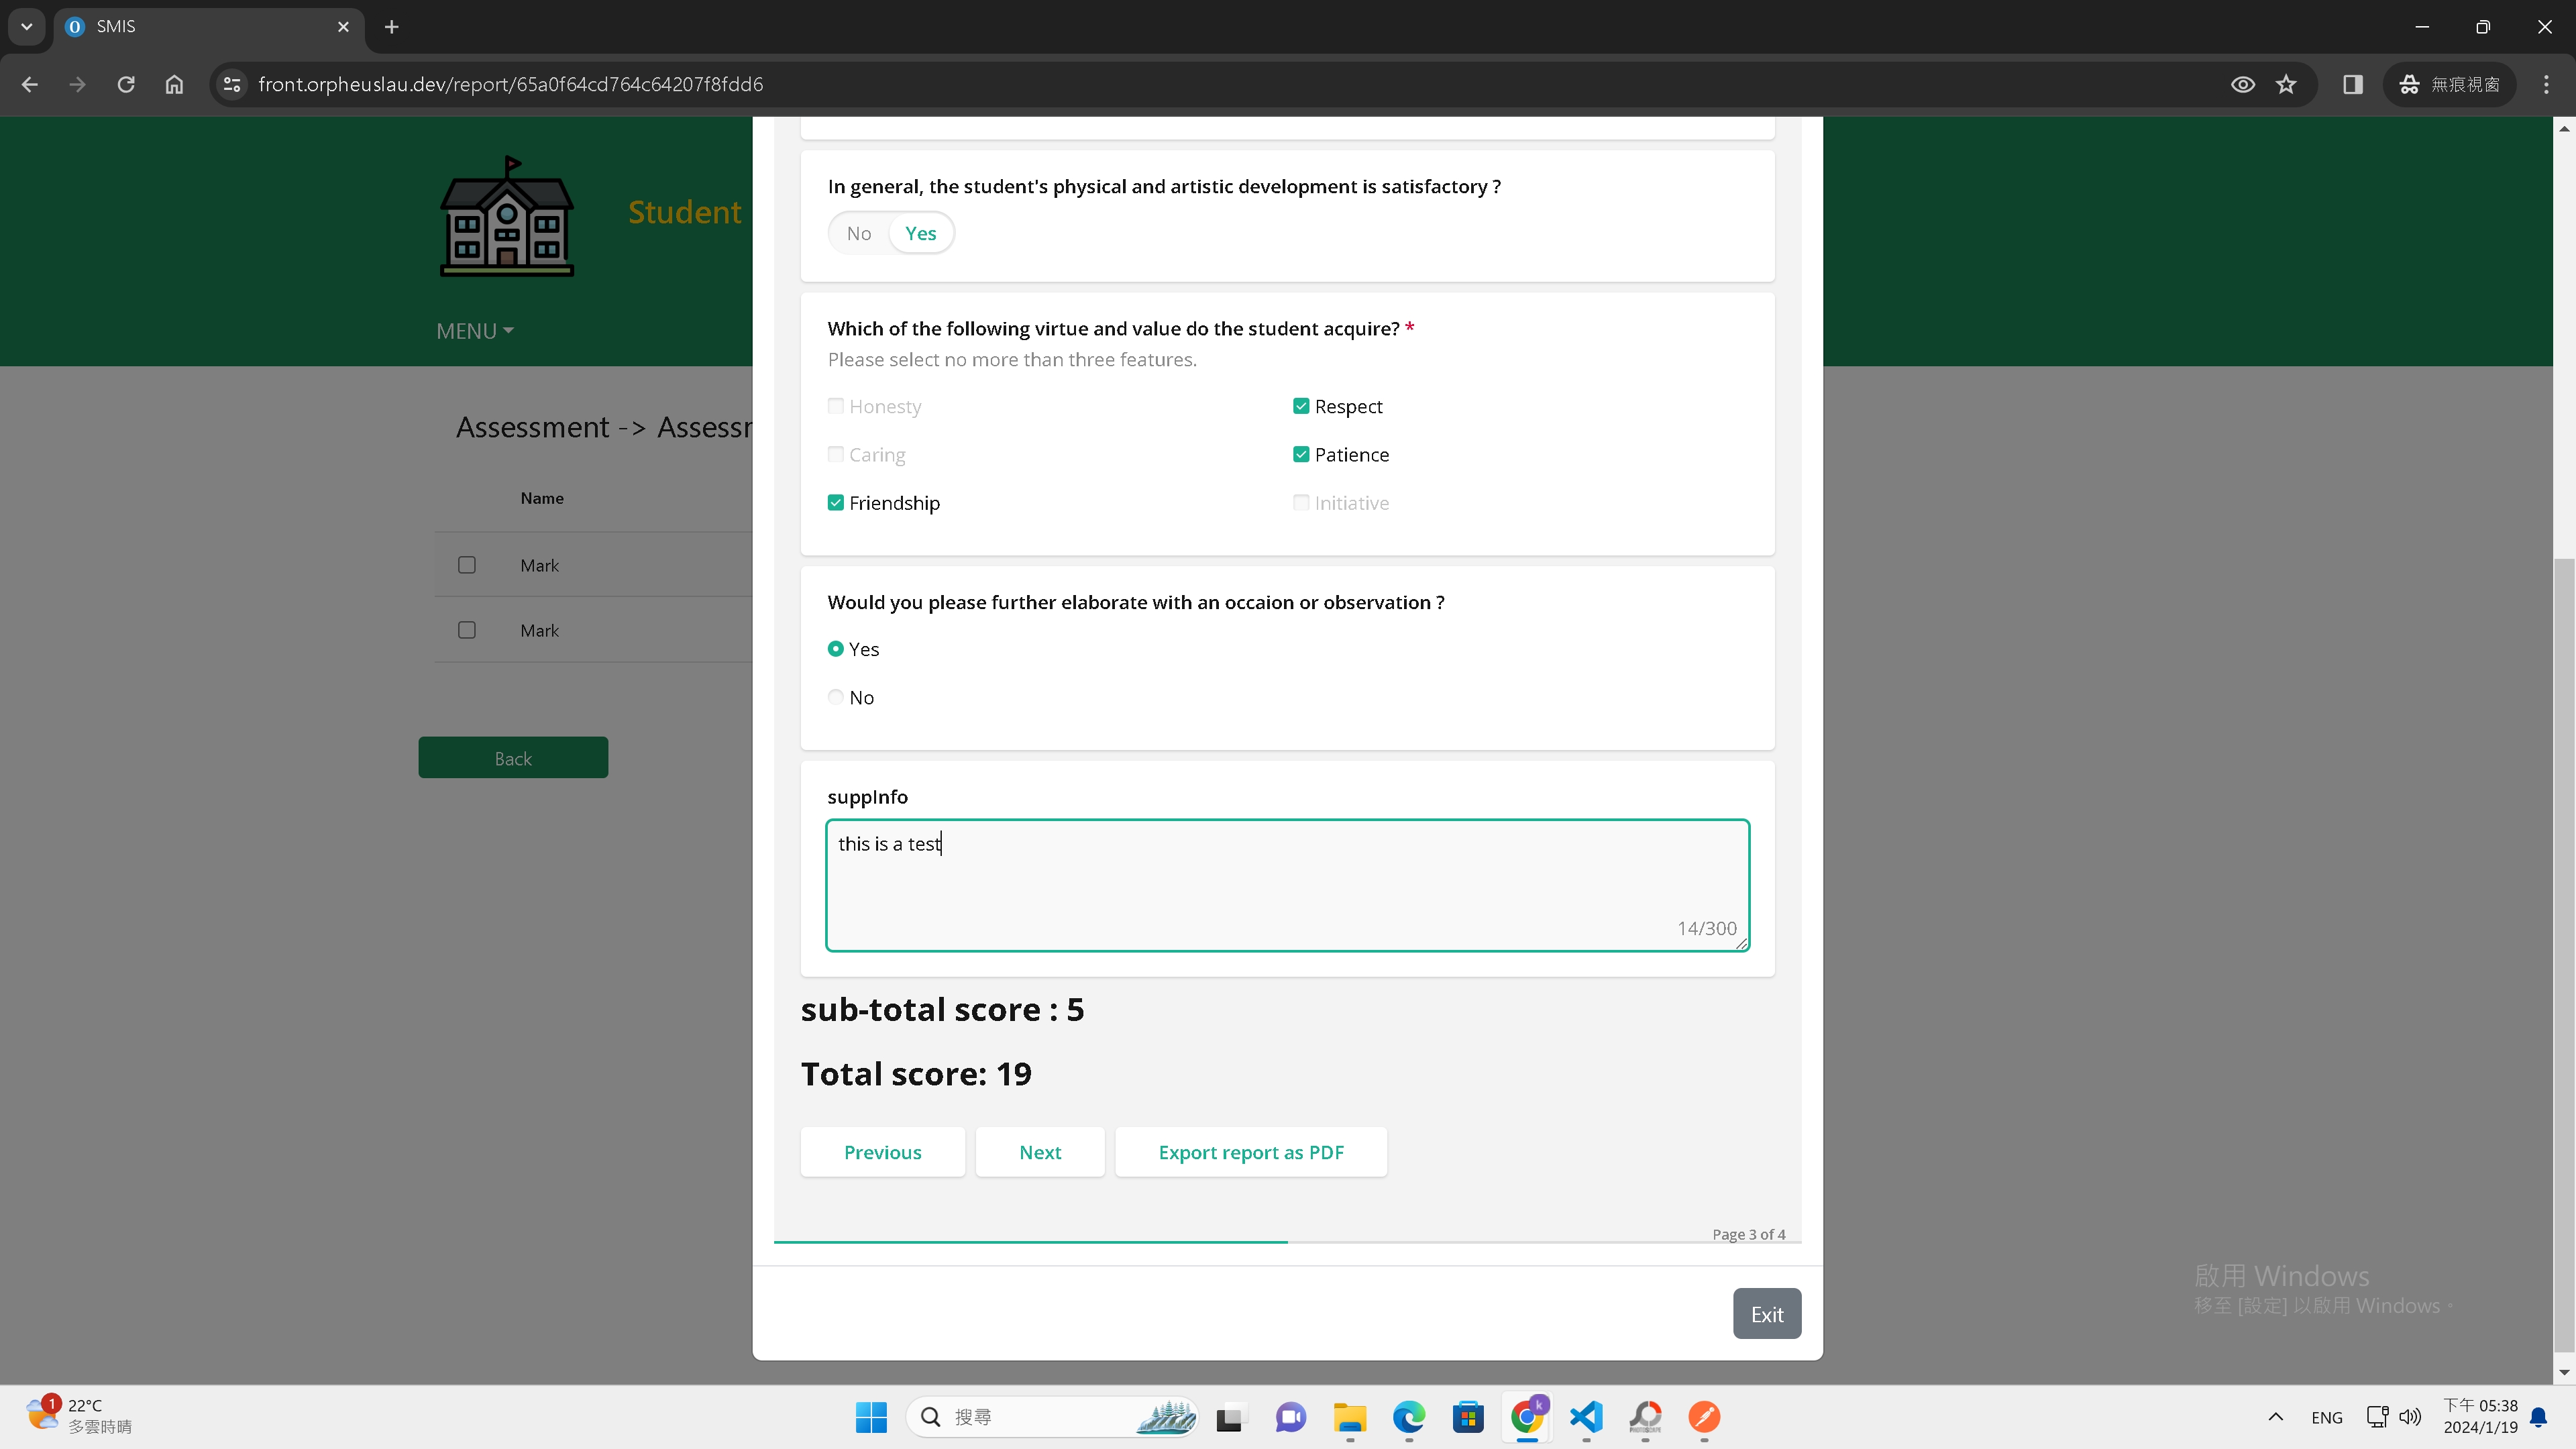 SMIS
front.orpheuslau.dev/report/65a0f64cd764c64207f8fdd6
無痕視窗
Student
MENU
Assessment -> Assessm
Name
Mark
Mark
Back
In general, the student's physical and artistic development is satisfactory ?
No Yes
Which of the following virtue and value do the student acquire? *
Please select no more than three features.
Honesty Respect
Caring Patience
Friendship Initiative
Would you please further elaborate with an occaion or observation ?
Yes
No
suppInfo
this is a test
14/300
sub-total score : 5
Total score: 19
Previous Next Export report as PDF
Page 3 of 4
Exit
啟用 Windows
移至 [設定] 以啟用 Windows。
1
22°C
多雲時晴
搜尋
k
ENG
下午 05:38
2024/1/19